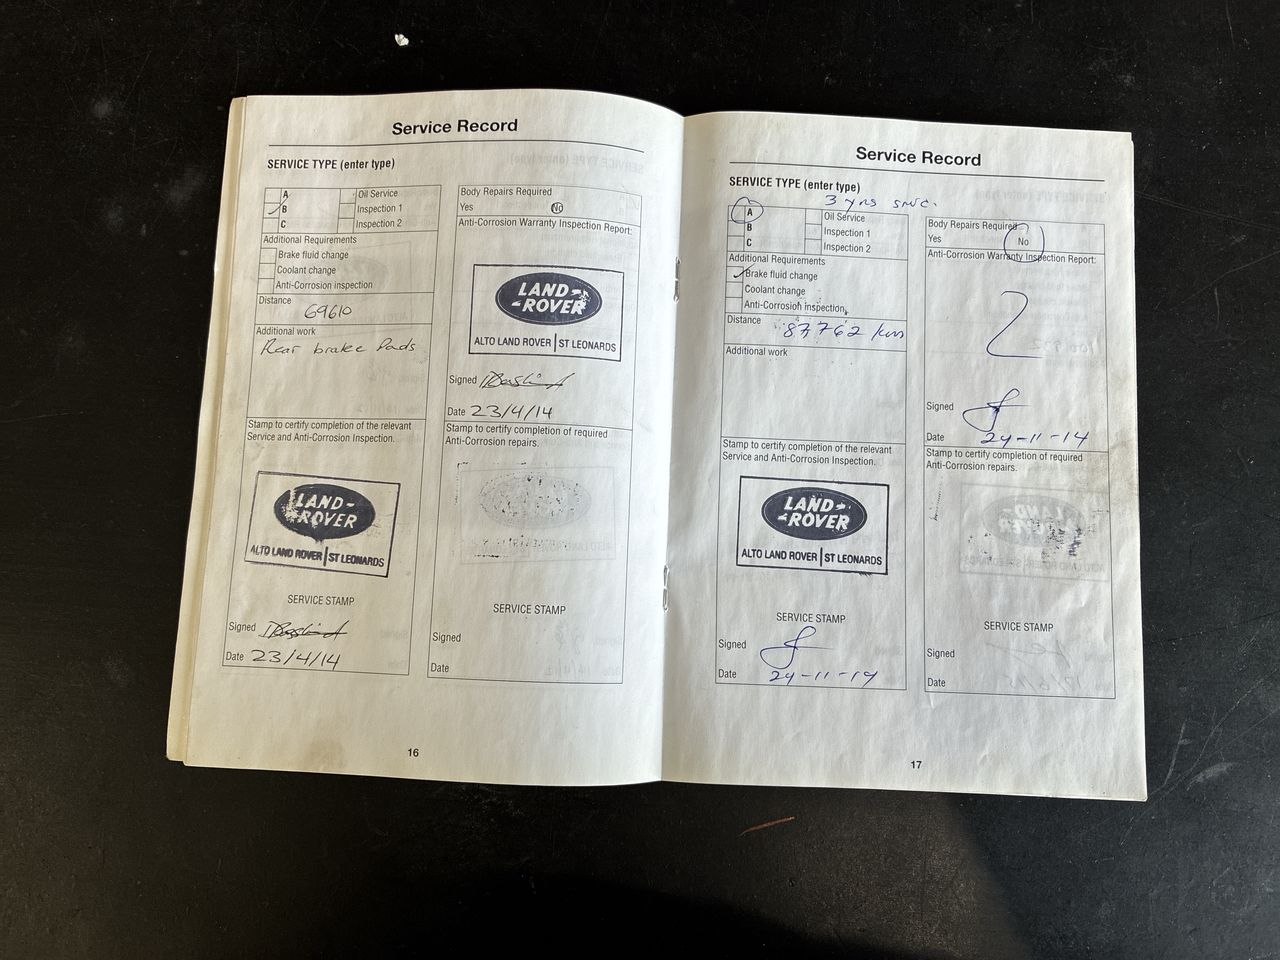 Service Record
SERVICE TYPE (enter type)
A
Oil Service
B
Inspection 1
C
Inspection 2
Additional Requirements
Brake fluid change
Coolant change
Anti-Corrosion inspection
Distance
69610
Additional work
Rear brake Pads
Stamp to certify completion of the relevant
Service and Anti-Corrosion Inspection.
LAND-
-ROVER
ALTO LAND ROVER | ST LEONARDS
SERVICE STAMP
Signed
Date 23/4/14
Body Repairs Required
Yes No
Anti-Corrosion Warranty Inspection Report:
LAND-
-ROVER
ALTO LAND ROVER | ST LEONARDS
Signed
Date 23/4/14
Stamp to certify completion of required
Anti-Corrosion repairs.
SERVICE STAMP
Signed
Date
16
Service Record
SERVICE TYPE (enter type)
3 yrs
A
Oil Service
B
Inspection 1
C
Inspection 2
Additional Requirements
Brake fluid change
Coolant change
Anti-Corrosion inspection
Distance
87762 km
Additional work
Stamp to certify completion of the relevant
Service and Anti-Corrosion Inspection.
LAND-
-ROVER
ALTO LAND ROVER | ST LEONARDS
SERVICE STAMP
Signed
Date 24-11-14
Body Repairs Required
Yes No
Anti-Corrosion Warranty Inspection Report:
Signed
Date 24-11-14
Stamp to certify completion of required
Anti-Corrosion repairs.
SERVICE STAMP
Signed
Date
17